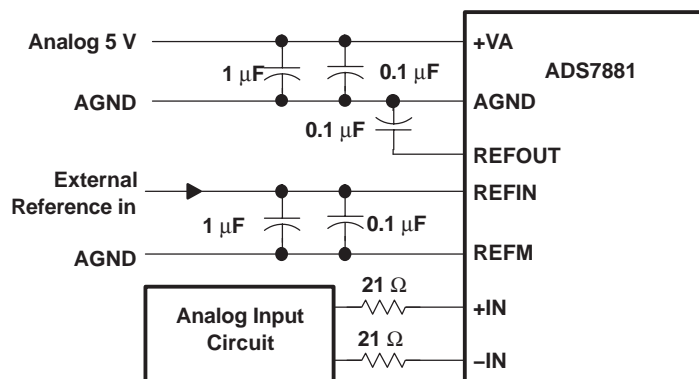 Analog 5 V
+VA
1 μF
0.1 μF
ADS7881
AGND
AGND
0.1 μF
REFOUT
External
Reference in
REFIN
1 μF
0.1 μF
AGND
REFM
21 Ω
+IN
Analog Input
Circuit
21 Ω
−IN